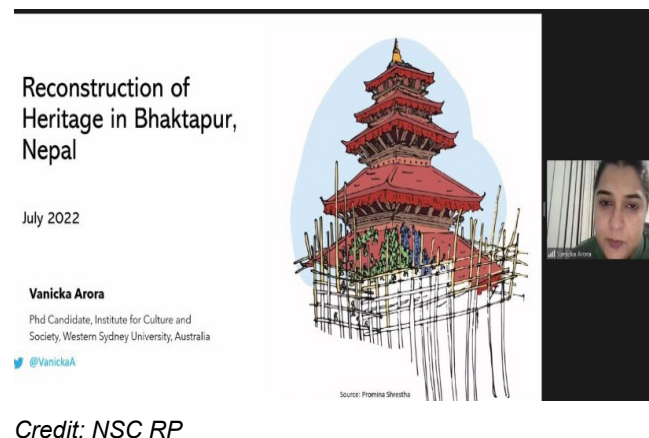 Reconstruction of
Heritage in Bhaktapur,
Nepal
July 2022
Vanicka Arora
Phd Candidate, Institute for Culture and
Society, Western Sydney University, Australia
@VanickaA
Source: Promina Shrestha
Vanicka Arora
Credit: NSC RP